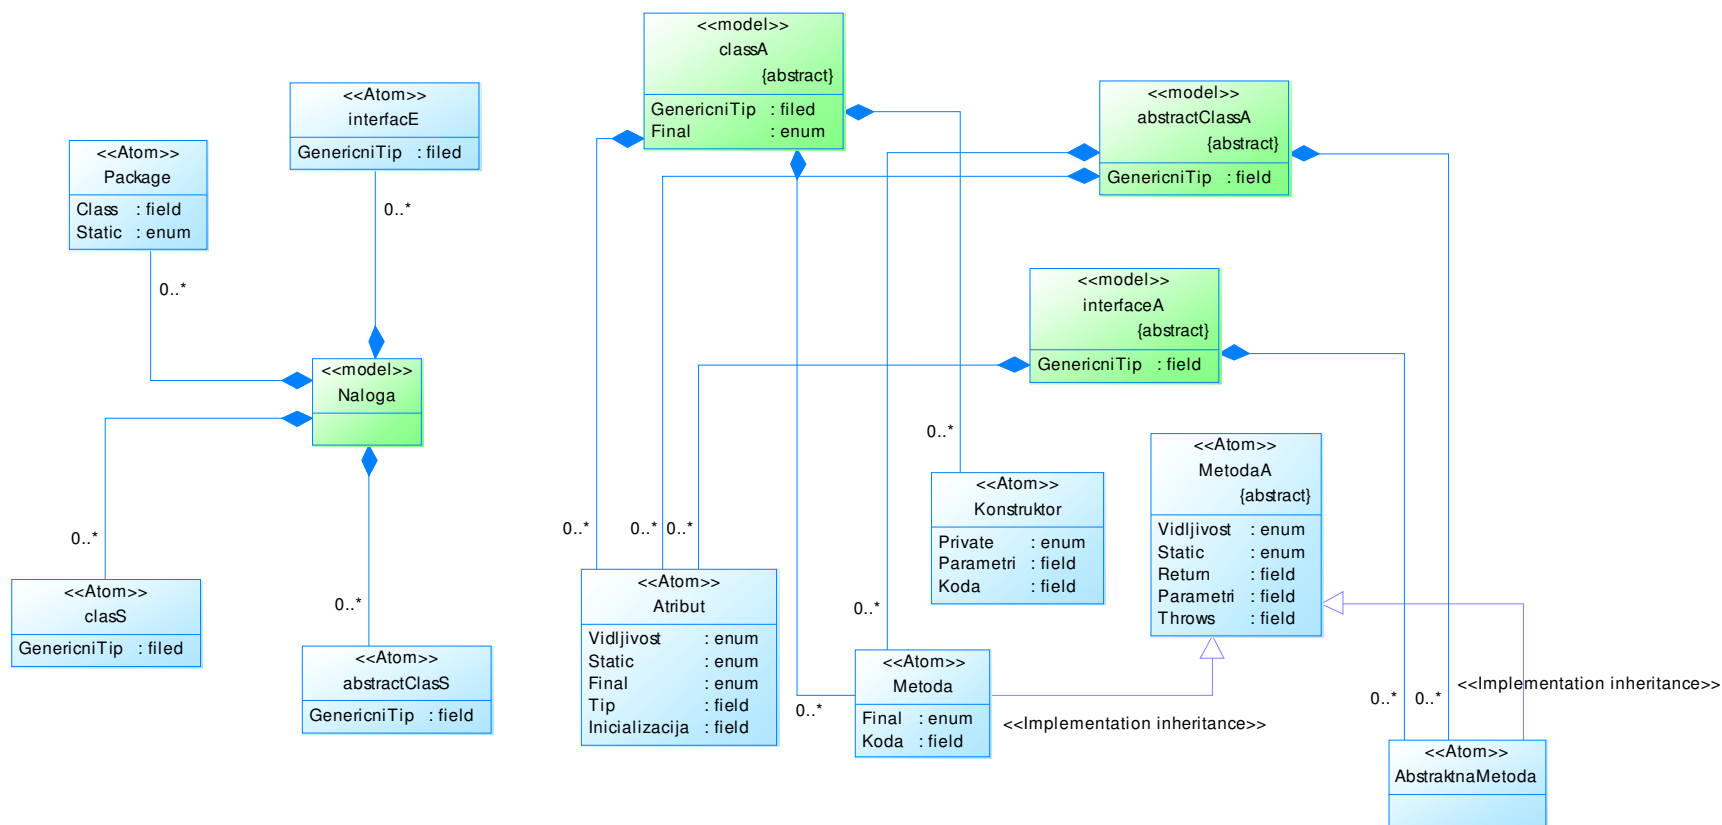 <<model>>
classA
{abstract}
GenericniTip : filed
Final : enum
<<Atom>>
interfacE
GenericniTip : filed
<<model>>
abstractClassA
{abstract}
GenericniTip : field
<<Atom>>
Package
Class : field
Static : enum
0..*
0..*
<<model>>
interfaceA
{abstract}
GenericniTip : field
<<model>>
Naloga
0..*
<<Atom>>
MetodaA
{abstract}
Vidljivost : enum
Static : enum
Return : field
Parametri : field
Throws : field
<<Atom>>
Konstruktor
Private : enum
Parametri : field
Koda : field
0..*
0..*
0..*
0..*
<<Atom>>
clasS
GenericniTip : filed
0..*
<<Atom>>
abstractClasS
GenericniTip : field
<<Atom>>
Atribut
Vidljivost : enum
Static : enum
Final : enum
Tip : field
Inicializacija : field
0..*
<<Atom>>
Metoda
Final : enum
Koda : field
0..*
<<Implementation inheritance>>
0..*
0..*
<<Implementation inheritance>>
<<Atom>>
AbstraktnaMetoda